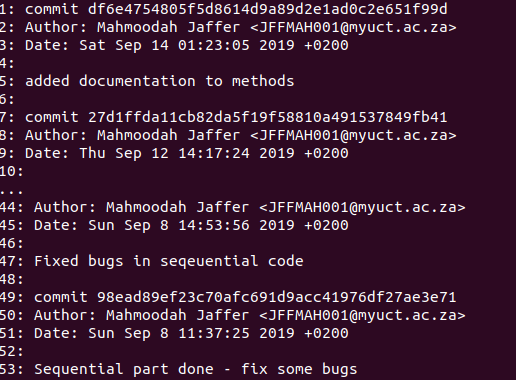 1: commit df6e4754805f5d8614d9a89d2e1ad0c2e651f99d
2: Author: Mahmoodah Jaffer <JFFMAH001@myuct.ac.za>
3: Date: Sat Sep 14 01:23:05 2019 +0200
4:
5: added documentation to methods
6:
7: commit 27d1ffda11cb82da5f19f58810a491537849fb41
8: Author: Mahmoodah Jaffer <JFFMAH001@myuct.ac.za>
9: Date: Thu Sep 12 14:17:24 2019 +0200
10:
...
44: Author: Mahmoodah Jaffer <JFFMAH001@myuct.ac.za>
45: Date: Sun Sep 8 14:53:56 2019 +0200
46:
47: Fixed bugs in seqeuential code
48:
49: commit 98ead89ef23c70afc691d9acc41976df27ae3e71
50: Author: Mahmoodah Jaffer <JFFMAH001@myuct.ac.za>
51: Date: Sun Sep 8 11:37:25 2019 +0200
52:
53: Sequential part done - fix some bugs